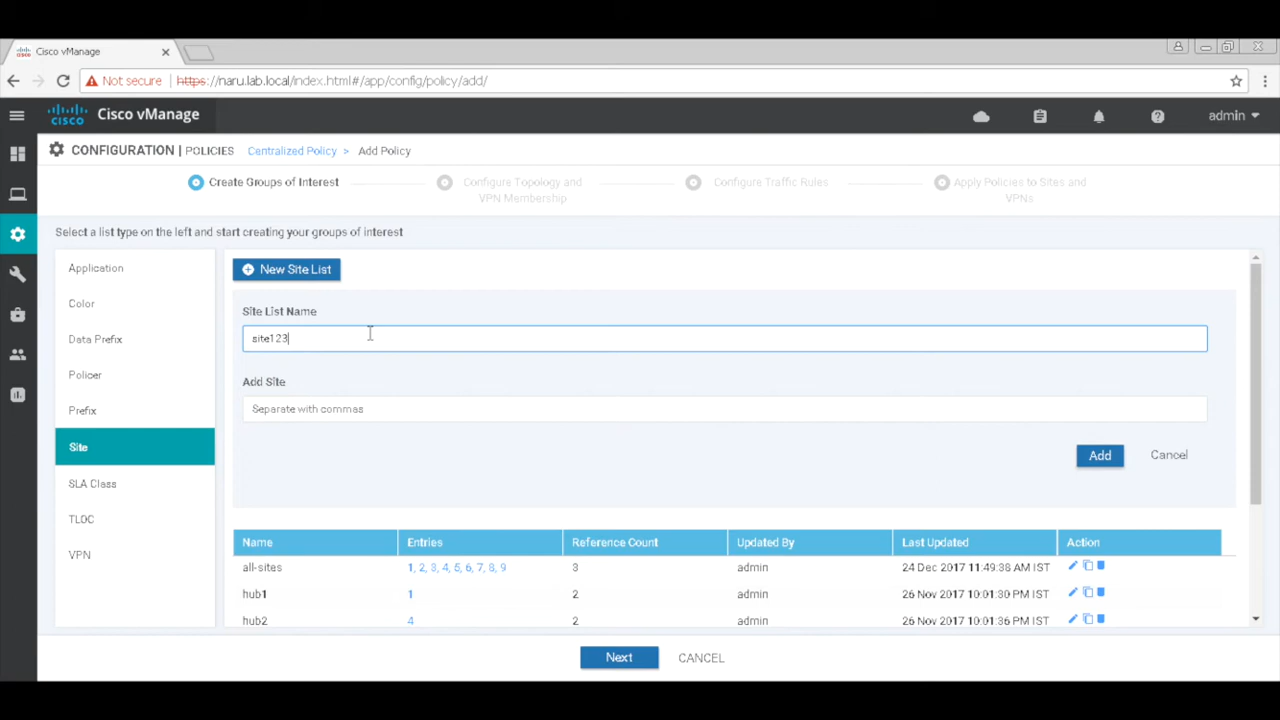 Cisco vManage
Not secure | https://naru.lab.local/index.html#/app/config/policy/add/
cisco Cisco vManage admin
CONFIGURATION | POLICIES Centralized Policy > Add Policy
Create Groups of Interest
Configure Topology and
VPN Membership
Configure Traffic Rules
Apply Policies to Sites and
VPNs
Select a list type on the left and start creating your groups of interest
Application
Color
Data Prefix
Policer
Prefix
Site
SLA Class
TLOC
VPN
New Site List
Site List Name
site123
Add Site
Separate with commas
Add Cancel
Name Entries Reference Count Updated By Last Updated Action
all-sites 1, 2, 3, 4, 5, 6, 7, 8, 9 3 admin 24 Dec 2017 11:49:38 AM IST
hub1 1 2 admin 26 Nov 2017 10:01:30 PM IST
hub2 4 2 admin 26 Nov 2017 10:01:36 PM IST
Next CANCEL